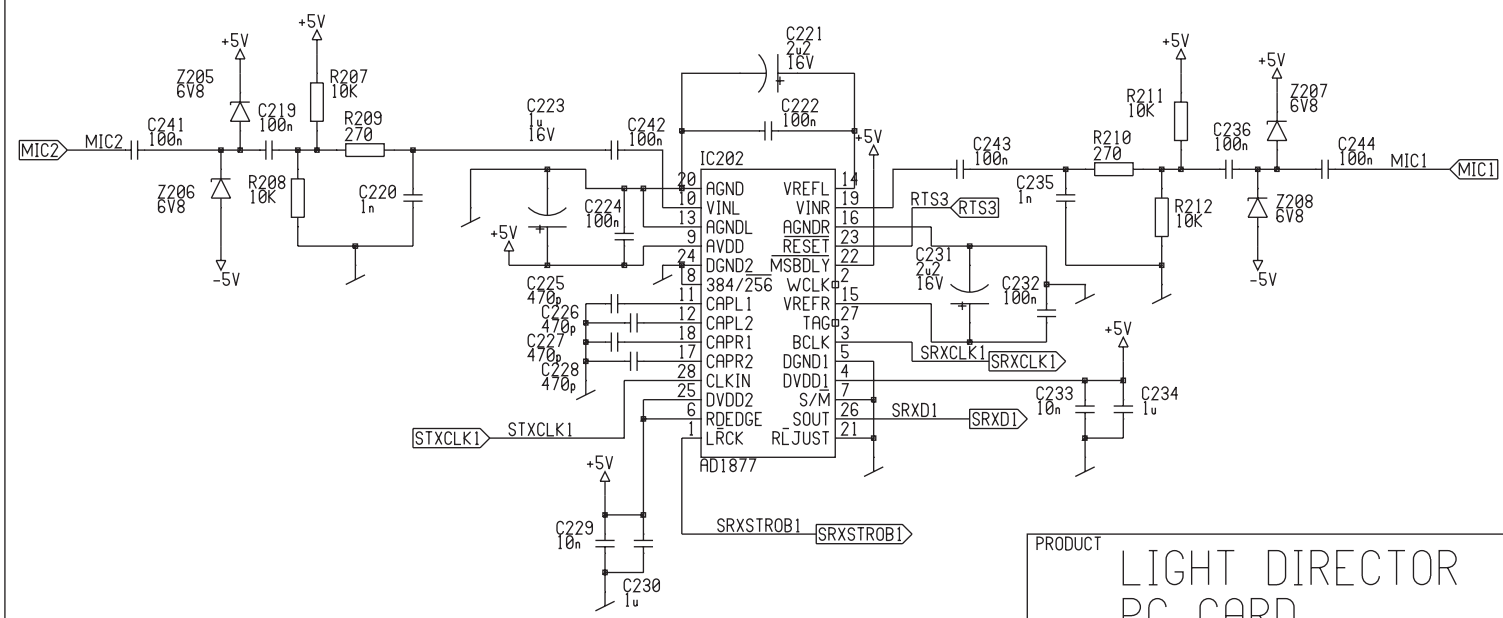 C221
2u2
16V
C222
100n
+5V
+5V
Z205
6V8
C219
100n
R207
10K
R209
270
C241
100n
MIC2
MIC2
Z206
6V8
-5V
R208
10K
C220
1n
C223
1u
16V
C242
100n
C224
100n
+5V
+5V
IC202
20 AGND VREFL 14
10 VINL VINR 19
13 AGNDL AGNDR 16
9 AVDD RESET 23
24 DGND2 MSBDLY 22
8 384/256 WCLK 2
11 CAPL1 VREFR 15
12 CAPL2 TAG 27
18 CAPR1 BCLK 3
17 CAPR2 DGND1 5
28 CLKIN DVDD1 4
25 DVDD2 S/M 7
6 RDEDGE SOUT 26
1 LRCK RLJUST 21
AD1877
C225
470p
C226
470p
C227
470p
C228
470p
STXCLK1
STXCLK1
+5V
C229
10n
C230
1u
SRXSTROB1
SRXSTROB1
RTS3
RTS3
C243
100n
C235
1n
R210
270
R211
10K
+5V
R212
10K
C236
100n
+5V
Z207
6V8
Z208
6V8
-5V
C244
100n
MIC1
MIC1
C231
2u2
16V
C232
100n
SRXCLK1
SRXCLK1
SRXD1
SRXD1
+5V
C233
10n
C234
1u
PRODUCT
LIGHT DIRECTOR
PC CARD